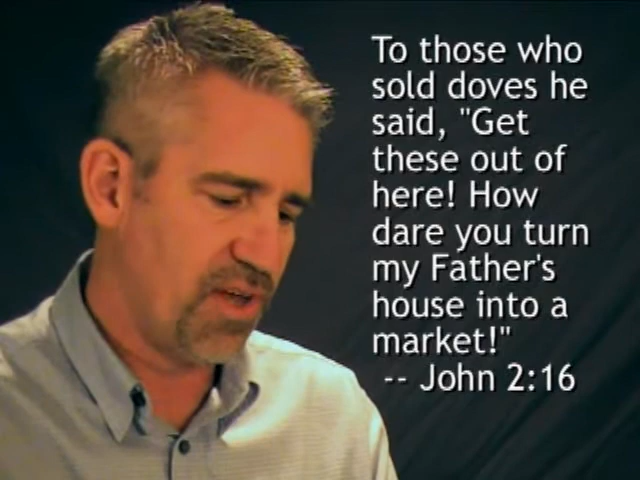 To those who
sold doves he
said, "Get
these out of
here! How
dare you turn
my Father's
house into a
market!"
-- John 2:16